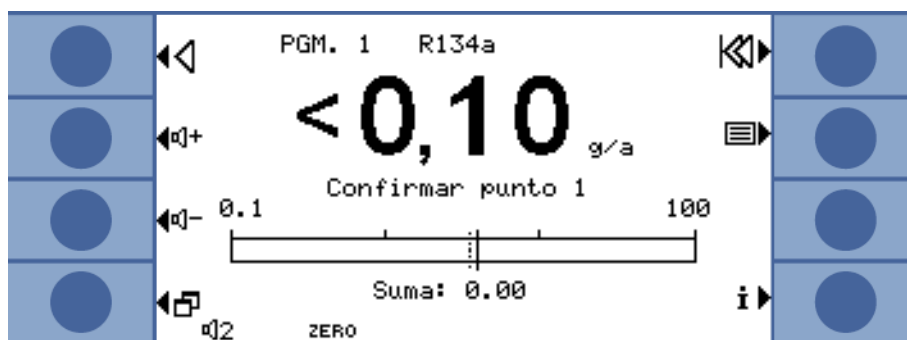 PGM. 1 R134a
<0,10 g/a
+
Confirmar punto 1
-
0.1 100
Suma: 0.00
i
2 ZERO